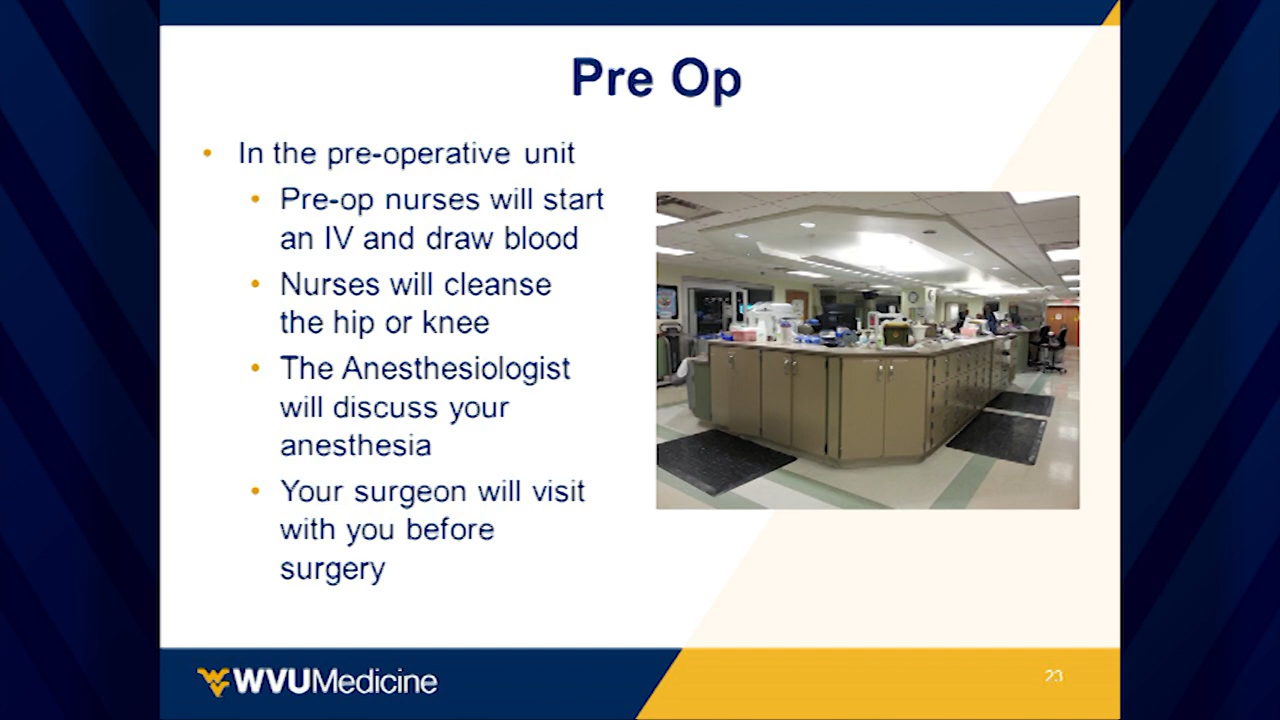 Pre Op
• In the pre-operative unit
• Pre-op nurses will start
an IV and draw blood
• Nurses will cleanse
the hip or knee
• The Anesthesiologist
will discuss your
anesthesia
• Your surgeon will visit
with you before
surgery
WVUMedicine
23